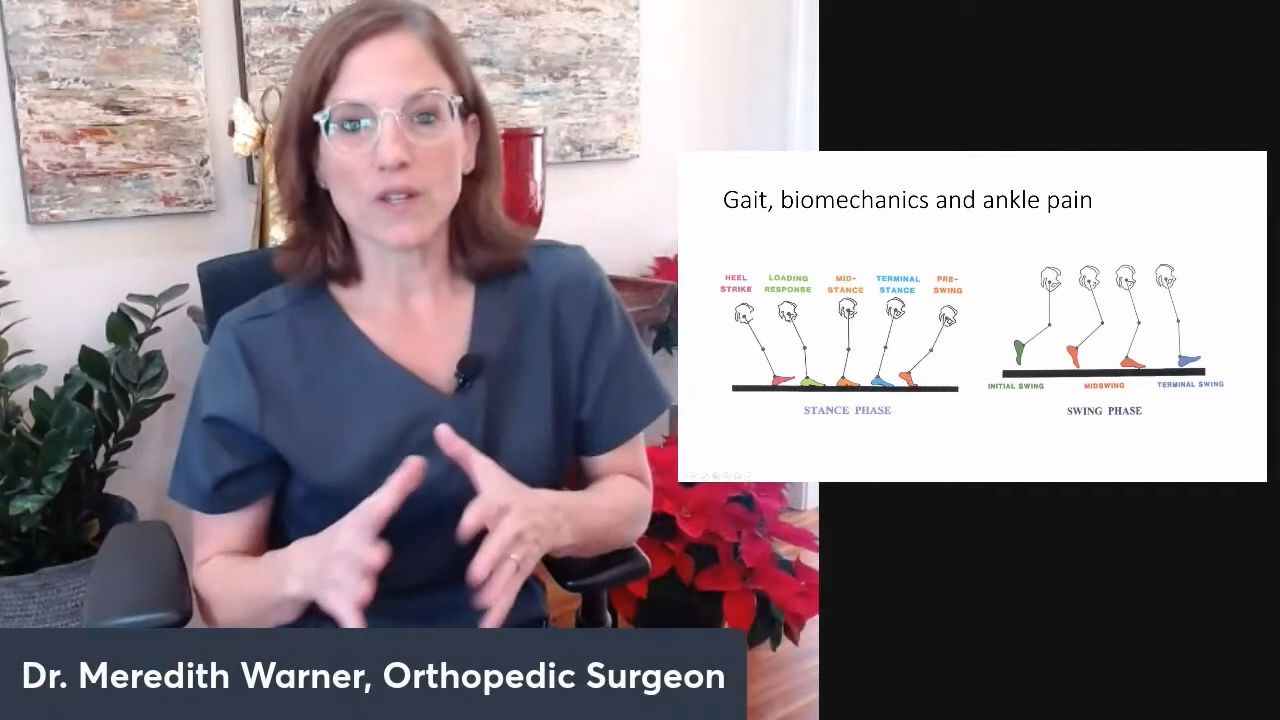 Gait, biomechanics and ankle pain
HEEL STRIKE
LOADING RESPONSE
MID-STANCE
TERMINAL STANCE
PRE-SWING
INITIAL SWING
MIDSWING
TERMINAL SWING
STANCE PHASE
SWING PHASE
Dr. Meredith Warner, Orthopedic Surgeon